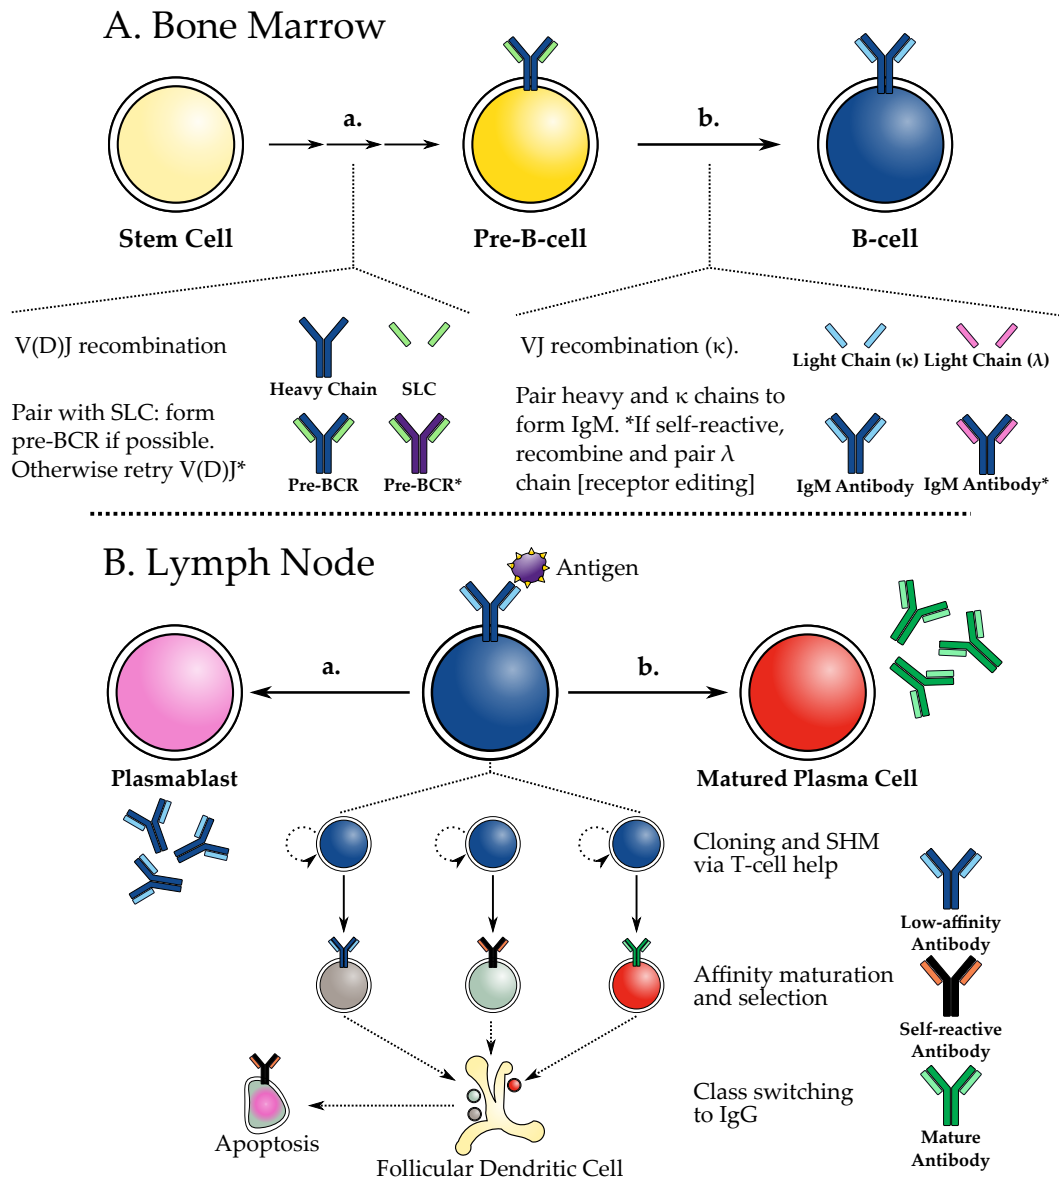 A. Bone Marrow
a.
b.
Stem Cell
Pre-B-cell
B-cell
V(D)J recombination
Pair with SLC: form
pre-BCR if possible.
Otherwise retry V(D)J*
Heavy Chain
SLC
Pre-BCR
Pre-BCR*
VJ recombination (κ).
Pair heavy and κ chains to
form IgM. *If self-reactive,
recombine and pair λ
chain [receptor editing]
Light Chain (κ)
Light Chain (λ)
IgM Antibody
IgM Antibody*
B. Lymph Node
Antigen
a.
b.
Plasmablast
Matured Plasma Cell
Cloning and SHM
via T-cell help
Low-affinity
Antibody
Affinity maturation
and selection
Self-reactive
Antibody
Class switching
to IgG
Mature
Antibody
Apoptosis
Follicular Dendritic Cell